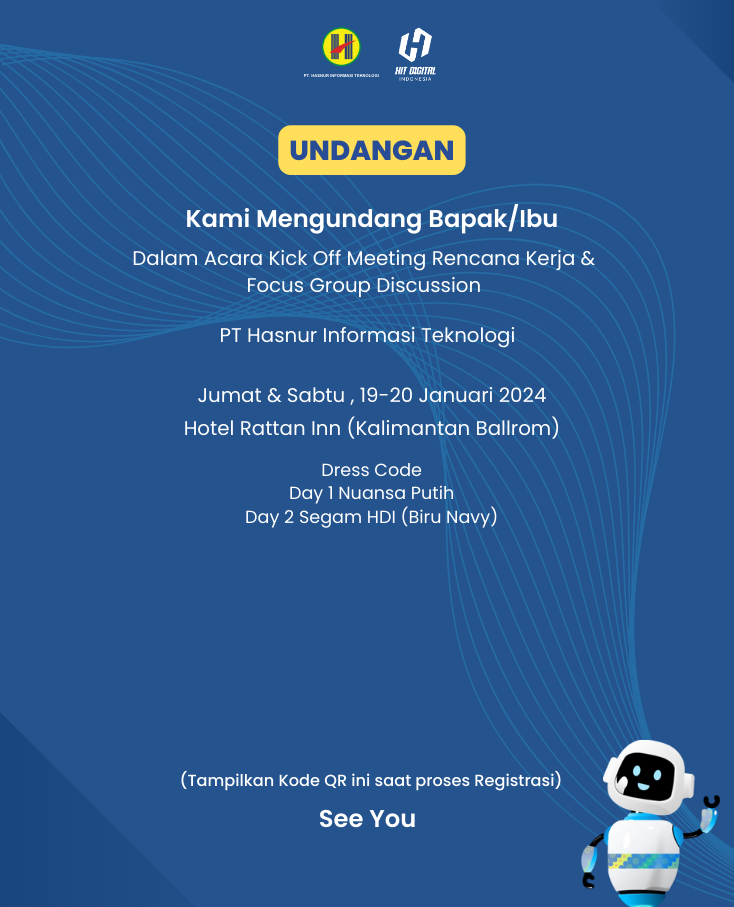 PT. HASNUR INFORMASI TEKNOLOGI
HIT DIGITAL
INDONESIA
UNDANGAN
Kami Mengundang Bapak/Ibu
Dalam Acara Kick Off Meeting Rencana Kerja &
Focus Group Discussion
PT Hasnur Informasi Teknologi
Jumat & Sabtu , 19-20 Januari 2024
Hotel Rattan Inn (Kalimantan Ballrom)
Dress Code
Day 1 Nuansa Putih
Day 2 Segam HDI (Biru Navy)
(Tampilkan Kode QR ini saat proses Registrasi)
See You